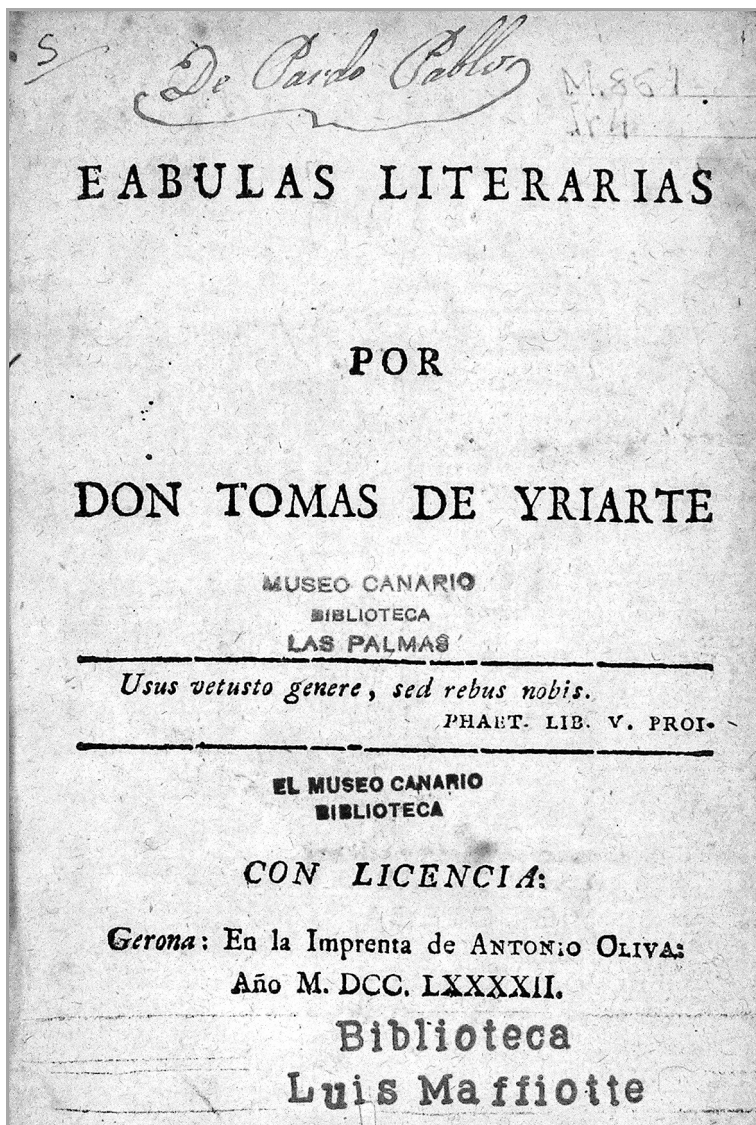 5
De Pardo Pablo
EABULAS LITERARIAS
POR
DON TOMAS DE YRIARTE
MUSEO CANARIO
BIBLIOTECA
LAS PALMAS
Usus vetusto genere, sed rebus nobis.
PHAET. LIB. V. PROI.
EL MUSEO CANARIO
BIBLIOTECA
CON LICENCIA:
Gerona: En la Imprenta de ANTONIO OLIVA:
Año M. DCC. LXXXXII.
Biblioteca
Luis Maffiotte